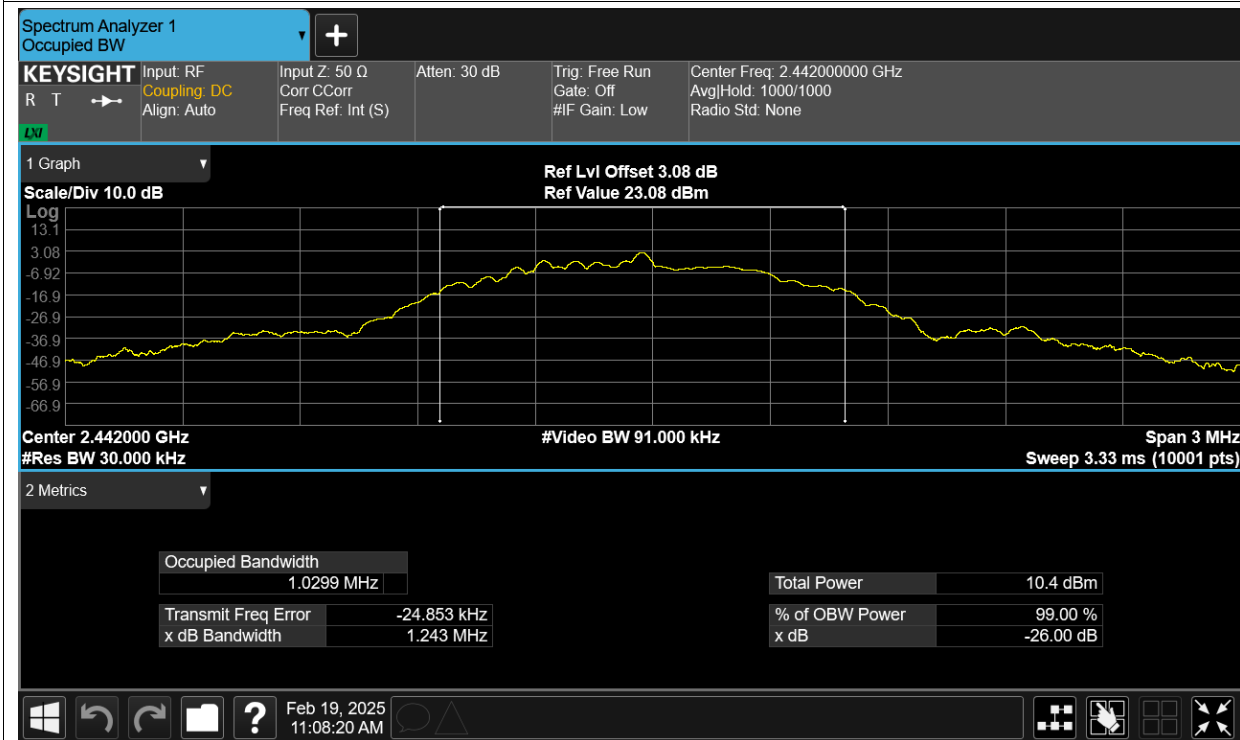 Spectrum Analyzer 1
Occupied BW
KEYSIGHT
R T
LXI
Input: RF
Coupling: DC
Align: Auto
Input Z: 50 Ω
Corr CCorr
Freq Ref: Int (S)
Atten: 30 dB
Trig: Free Run
Gate: Off
#IF Gain: Low
Center Freq: 2.442000000 GHz
Avg|Hold: 1000/1000
Radio Std: None
1 Graph
Scale/Div 10.0 dB
Ref Lvl Offset 3.08 dB
Ref Value 23.08 dBm
Log
13.1
3.08
-6.92
-16.9
-26.9
-36.9
-46.9
-56.9
-66.9
Center 2.442000 GHz
#Res BW 30.000 kHz
#Video BW 91.000 kHz
Span 3 MHz
Sweep 3.33 ms (10001 pts)
2 Metrics
Occupied Bandwidth
1.0299 MHz
Transmit Freq Error -24.853 kHz
x dB Bandwidth 1.243 MHz
Total Power 10.4 dBm
% of OBW Power 99.00 %
x dB -26.00 dB
?
Feb 19, 2025
11:08:20 AM